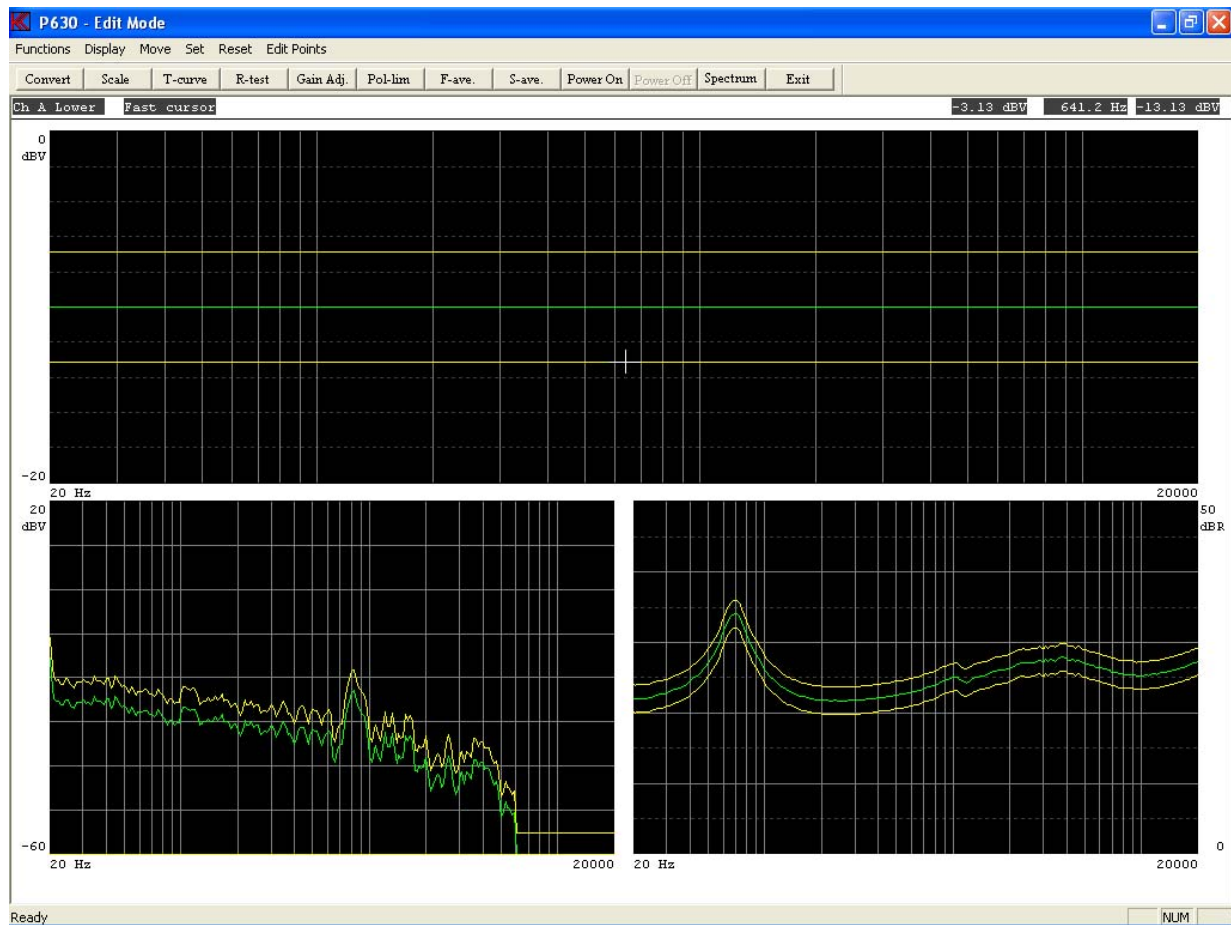 P630 - Edit Mode
Functions Display Move Set Reset Edit Points
Convert Scale T-curve R-test Gain Adj. Pol-lim F-ave. S-ave. Power On Power Off Spectrum Exit
Ch A Lower Fast cursor -3.13 dBV 641.2 Hz -13.13 dBV
0
dBV
-20
20 Hz 20000
20
dBV
-60
20 Hz 20000
50
dBR
0
20 Hz 20000
Ready NUM